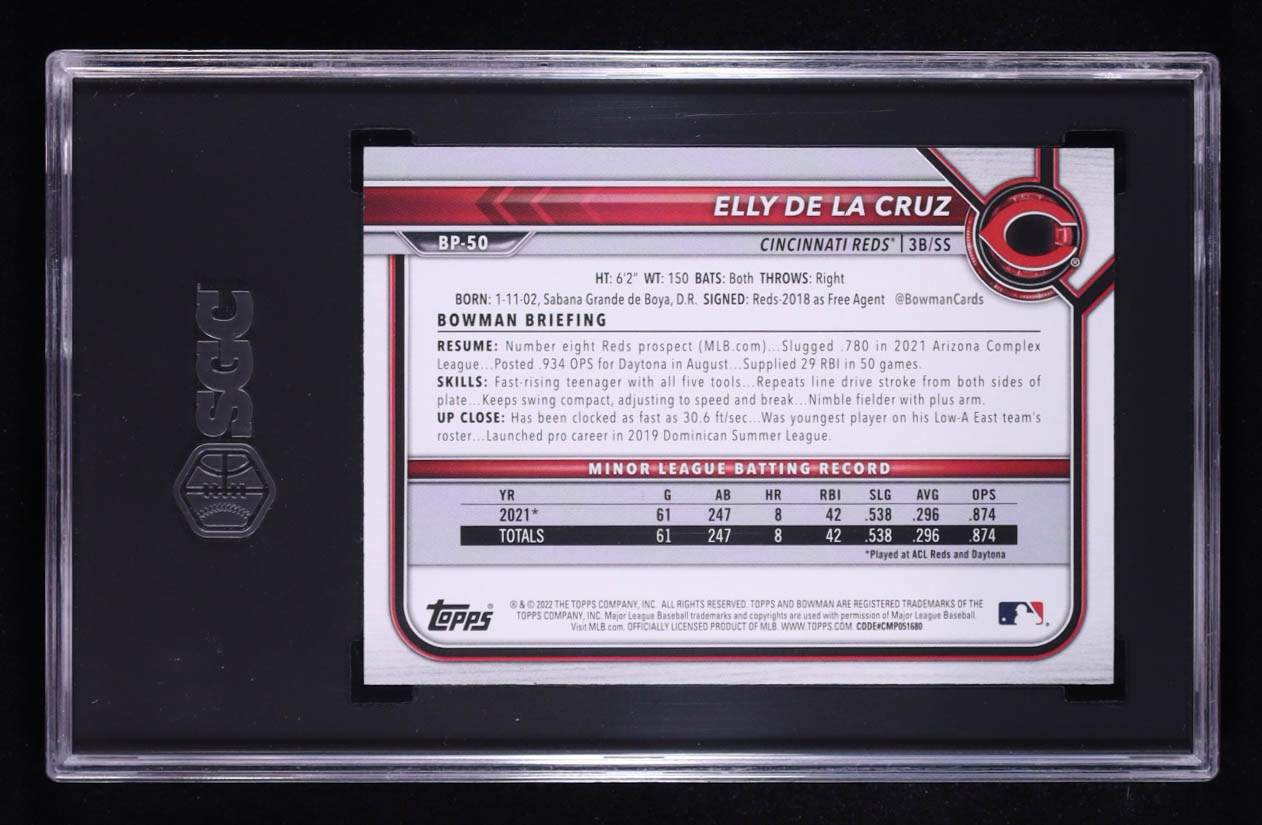 SGC
ELLY DE LA CRUZ
BP-50
CINCINNATI REDS® | 3B/SS
HT: 6'2" WT: 150 BATS: Both THROWS: Right
BORN: 1-11-02, Sabana Grande de Boya, D.R. SIGNED: Reds-2018 as Free Agent @BowmanCards
BOWMAN BRIEFING
RESUME: Number eight Reds prospect (MLB.com)...Slugged .780 in 2021 Arizona Complex
League...Posted .934 OPS for Daytona in August...Supplied 29 RBI in 50 games.
SKILLS: Fast-rising teenager with all five tools...Repeats line drive stroke from both sides of
plate...Keeps swing compact, adjusting to speed and break...Nimble fielder with plus arm.
UP CLOSE: Has been clocked as fast as 30.6 ft/sec...Was youngest player on his Low-A East team's
roster...Launched pro career in 2019 Dominican Summer League.
MINOR LEAGUE BATTING RECORD
YR G AB HR RBI SLG AVG OPS
2021* 61 247 8 42 .538 .296 .874
TOTALS 61 247 8 42 .538 .296 .874
*Played at ACL Reds and Daytona
Topps®
® & © 2022 THE TOPPS COMPANY, INC. ALL RIGHTS RESERVED. TOPPS AND BOWMAN ARE REGISTERED TRADEMARKS OF THE
TOPPS COMPANY, INC. Major League Baseball trademarks and copyrights are used with permission of Major League Baseball.
Visit MLB.com. OFFICIALLY LICENSED PRODUCT OF MLB. WWW.TOPPS.COM. CODE#CMP051680